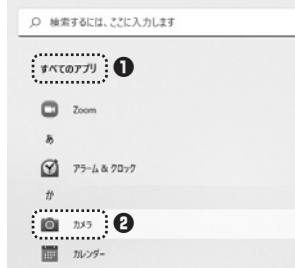 検索するには、ここに入力します
すべてのアプリ ❶
Zoom
あ
アラーム & クロック
か
カメラ ❷
カレンダー